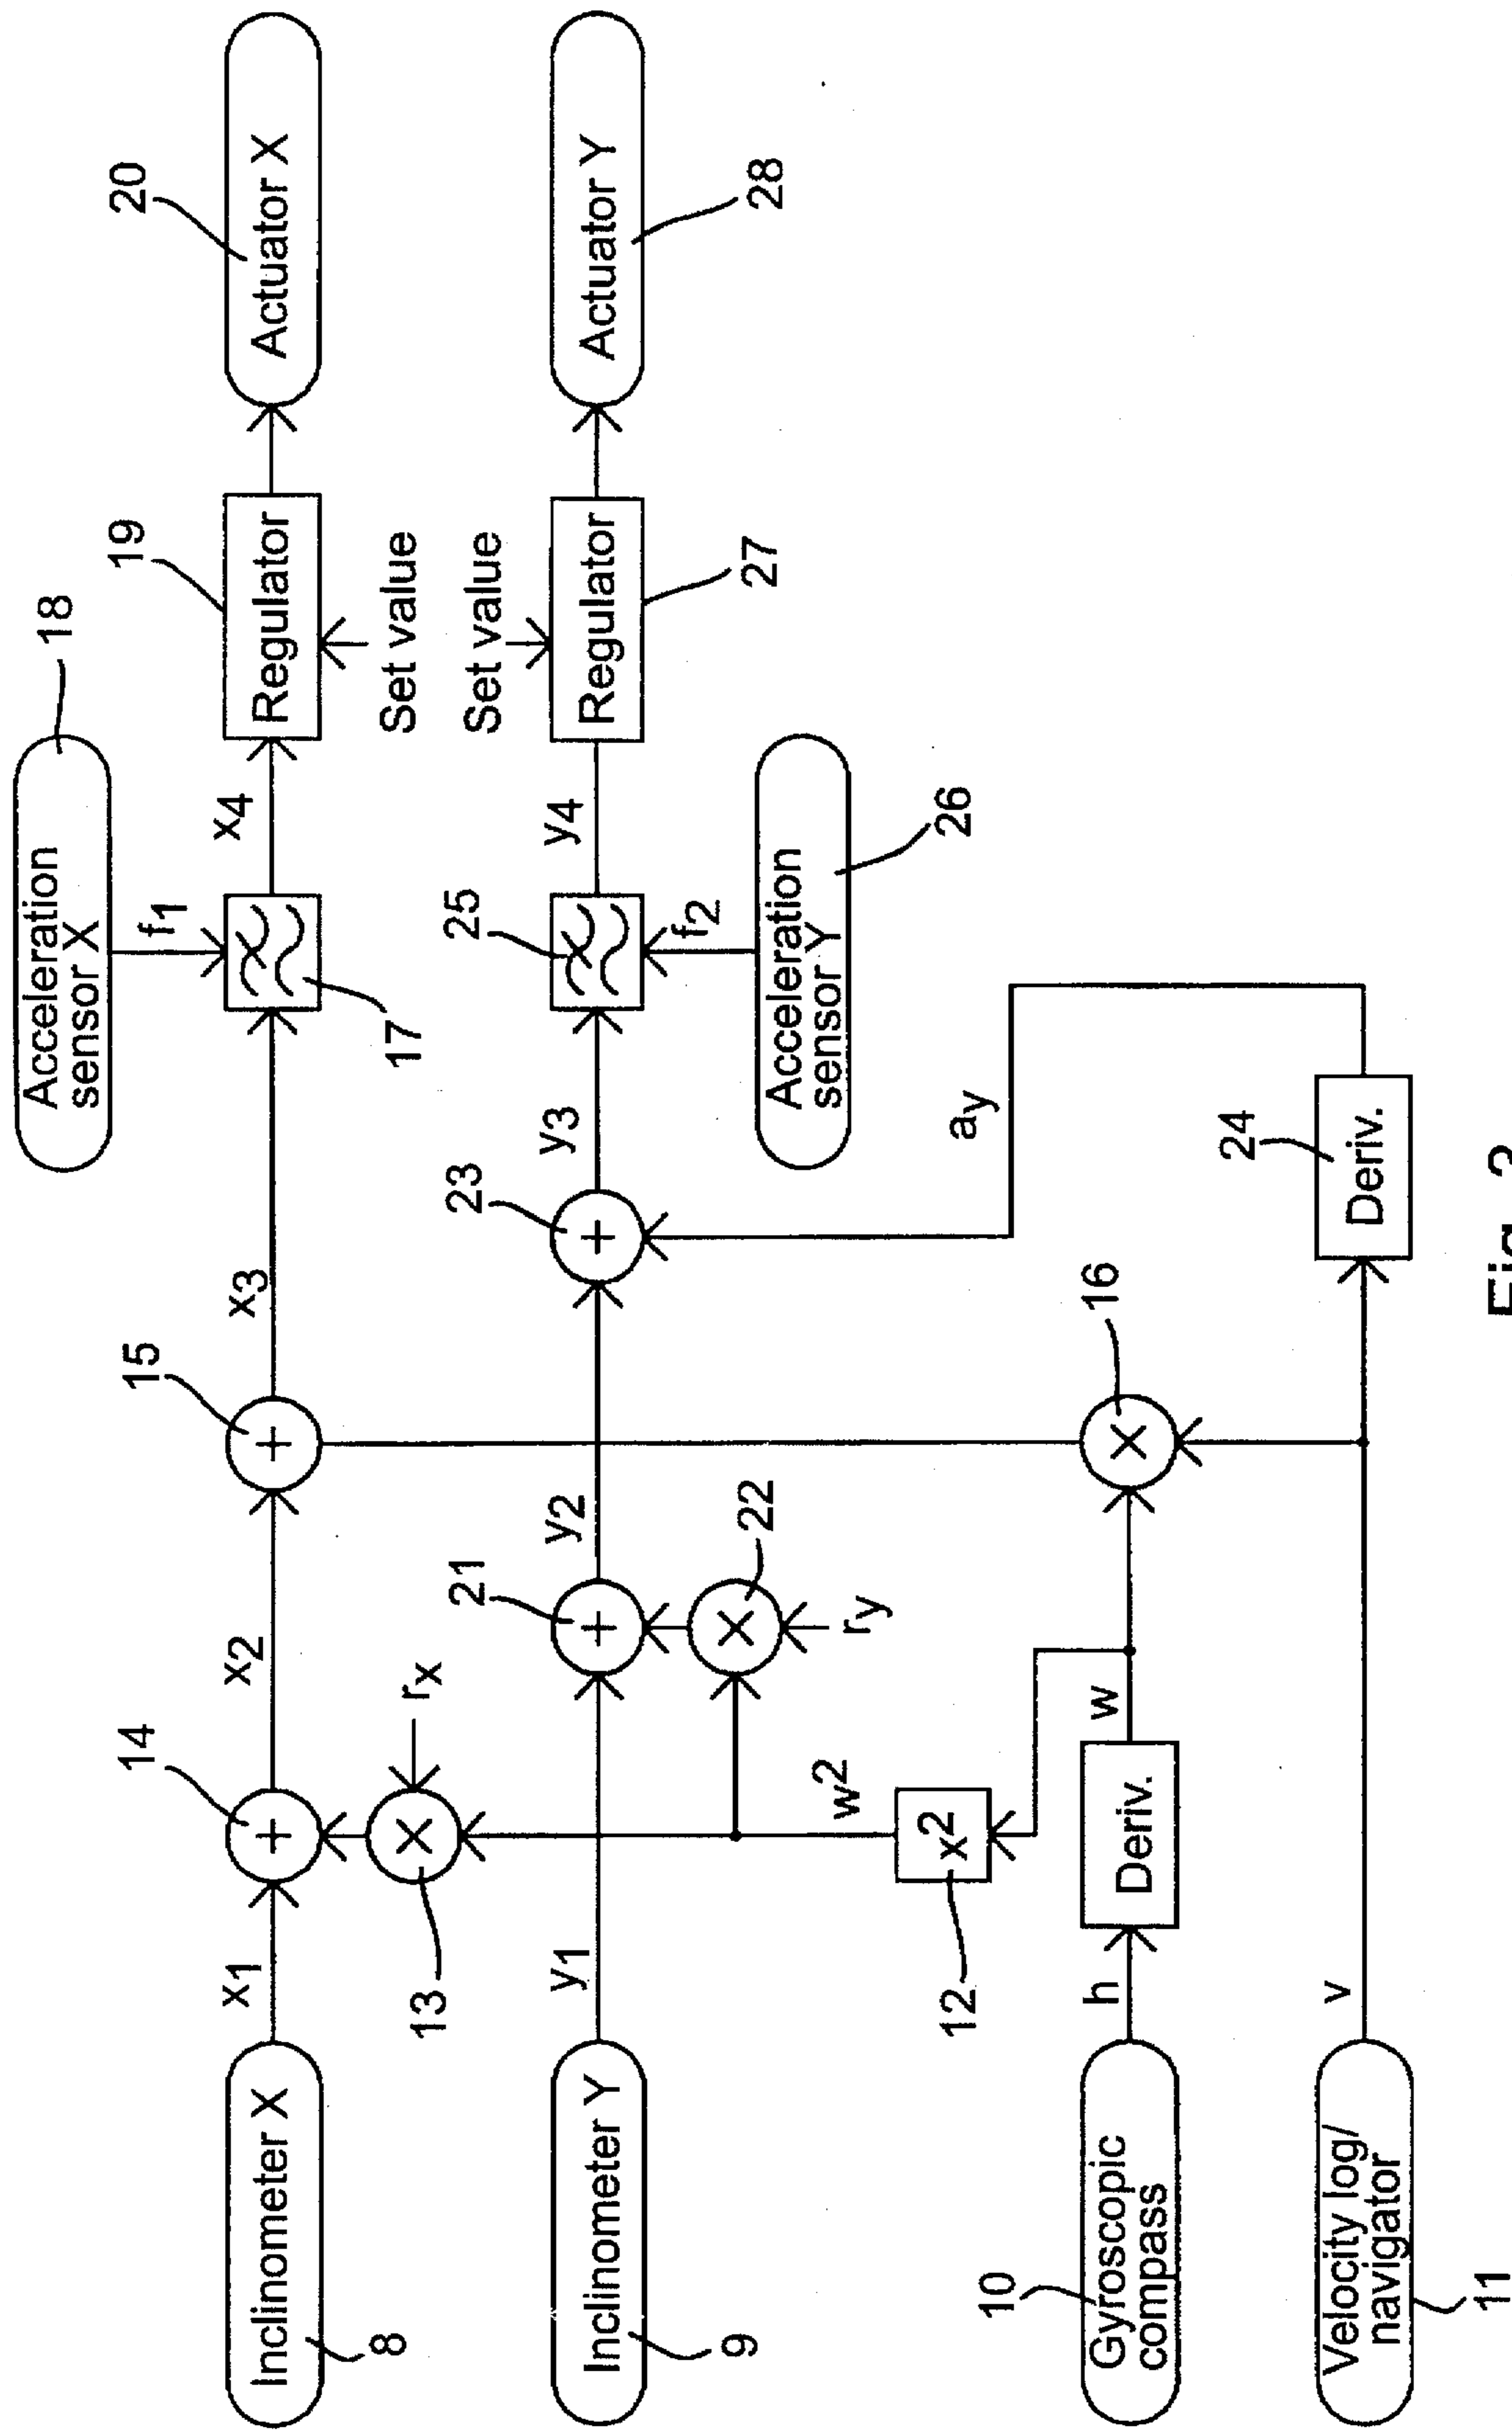 18
Acceleration
sensor X
f1
20
19
15
14
Inclinometer X
8
x1
x2
x3
17
x4
Regulator
Actuator X
13
rx
Set value
Set value
Inclinometer Y
9
y1
21
y2
23
y3
25
y4
Regulator
27
Actuator Y
28
22
ry
f2
Acceleration
sensor Y
26
w2
x2
12
ay
10
Gyroscopic
compass
h
Deriv.
w
16
Velocity log/
navigator
11
v
24
Deriv.